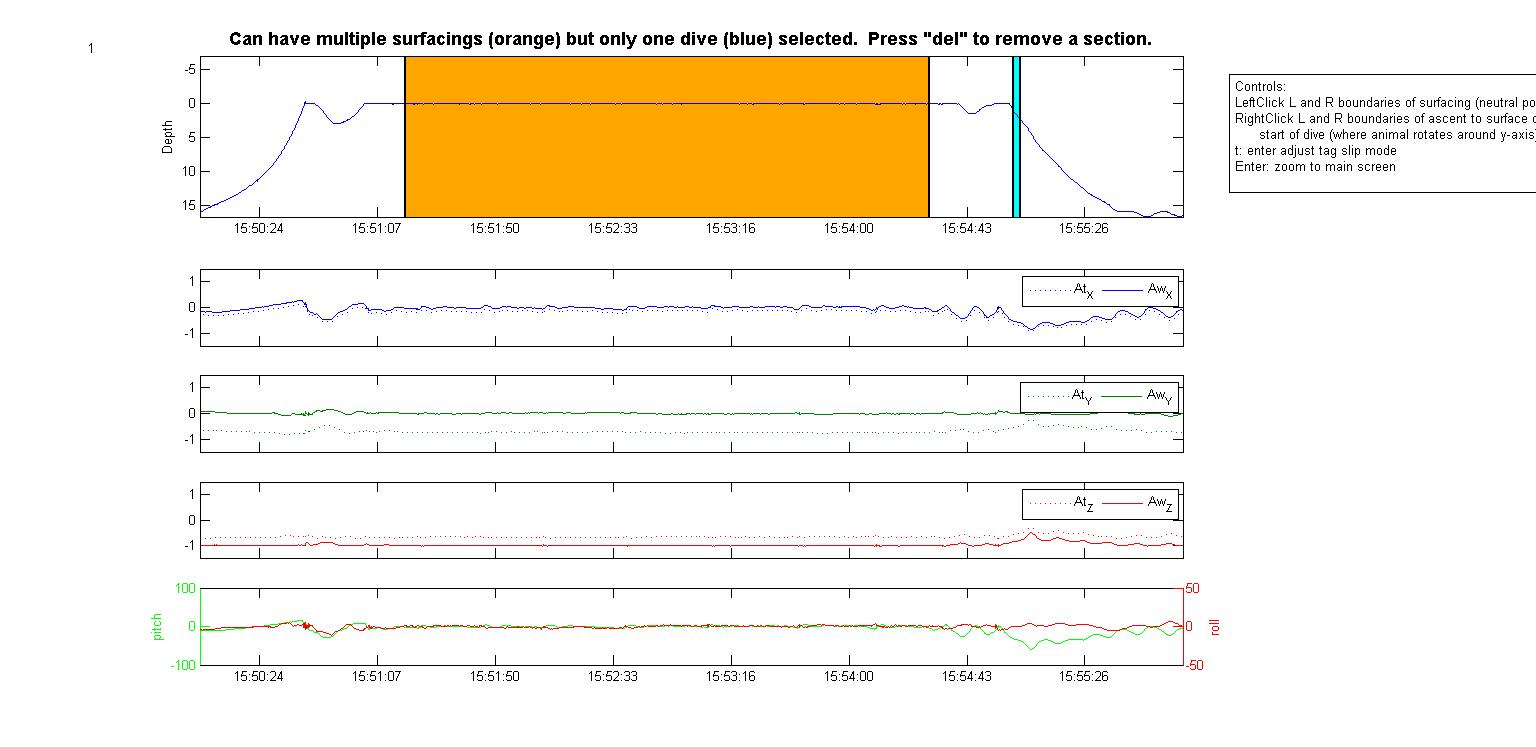 1
Can have multiple surfacings (orange) but only one dive (blue) selected.  Press "del" to remove a section.
-5
0
5
10
15
Depth
15:50:24 15:51:07 15:51:50 15:52:33 15:53:16 15:54:00 15:54:43 15:55:26
Controls:
LeftClick L and R boundaries of surfacing (neutral po
RightClick L and R boundaries of ascent to surface o
start of dive (where animal rotates around y-axis)
t: enter adjust tag slip mode
Enter: zoom to main screen
1
0
-1
AtX AwX
1
0
-1
AtY AwY
1
0
-1
AtZ AwZ
100
0
-100
pitch
50
0
-50
roll
15:50:24 15:51:07 15:51:50 15:52:33 15:53:16 15:54:00 15:54:43 15:55:26